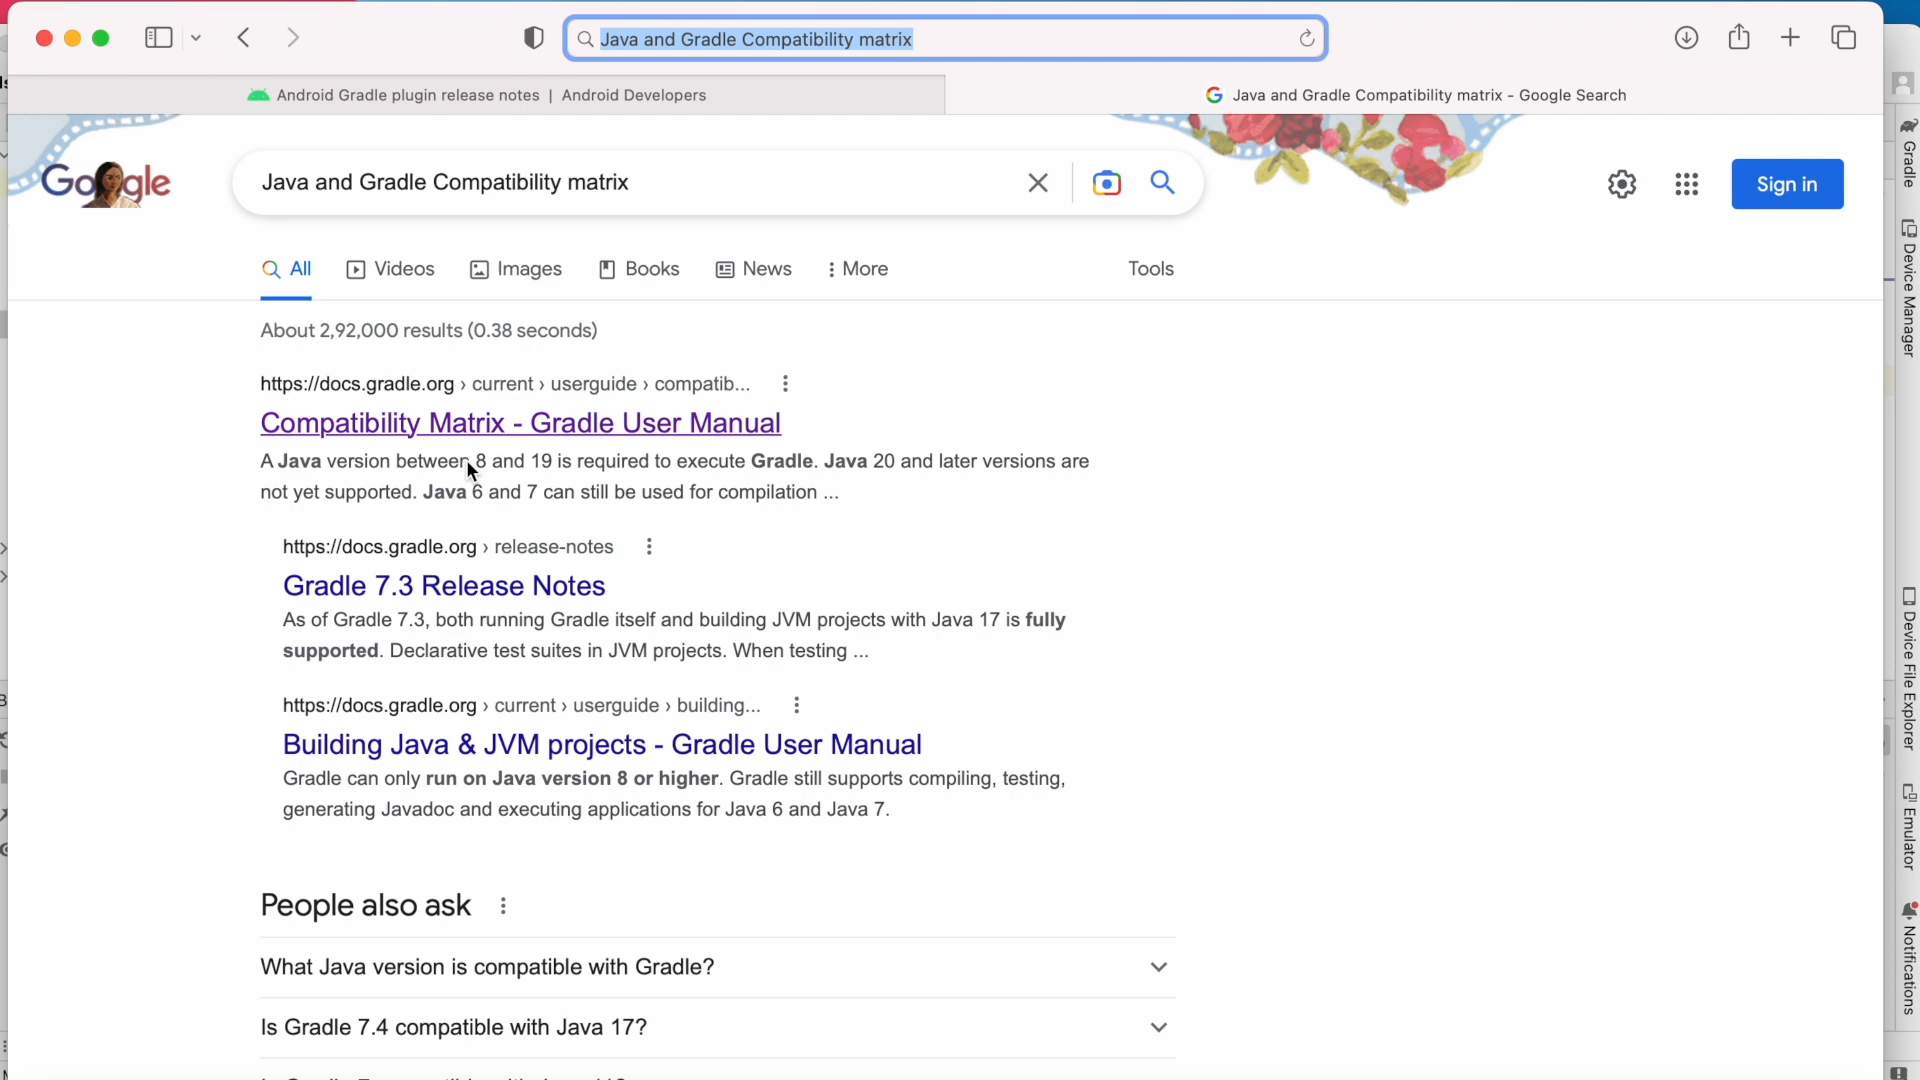 Java and Gradle Compatibility matrix
Android Gradle plugin release notes | Android Developers
Java and Gradle Compatibility matrix - Google Search
Google
Java and Gradle Compatibility matrix
Sign in
All
Videos
Images
Books
News
More
Tools
About 2,92,000 results (0.38 seconds)
https://docs.gradle.org › current › userguide › compatib...
Compatibility Matrix - Gradle User Manual
A Java version between 8 and 19 is required to execute Gradle. Java 20 and later versions are
not yet supported. Java 6 and 7 can still be used for compilation ...
https://docs.gradle.org › release-notes
Gradle 7.3 Release Notes
As of Gradle 7.3, both running Gradle itself and building JVM projects with Java 17 is fully
supported. Declarative test suites in JVM projects. When testing ...
https://docs.gradle.org › current › userguide › building...
Building Java & JVM projects - Gradle User Manual
Gradle can only run on Java version 8 or higher. Gradle still supports compiling, testing,
generating Javadoc and executing applications for Java 6 and Java 7.
People also ask
What Java version is compatible with Gradle?
Is Gradle 7.4 compatible with Java 17?
Gradle
Device Manager
Device File Explorer
Emulator
Notifications